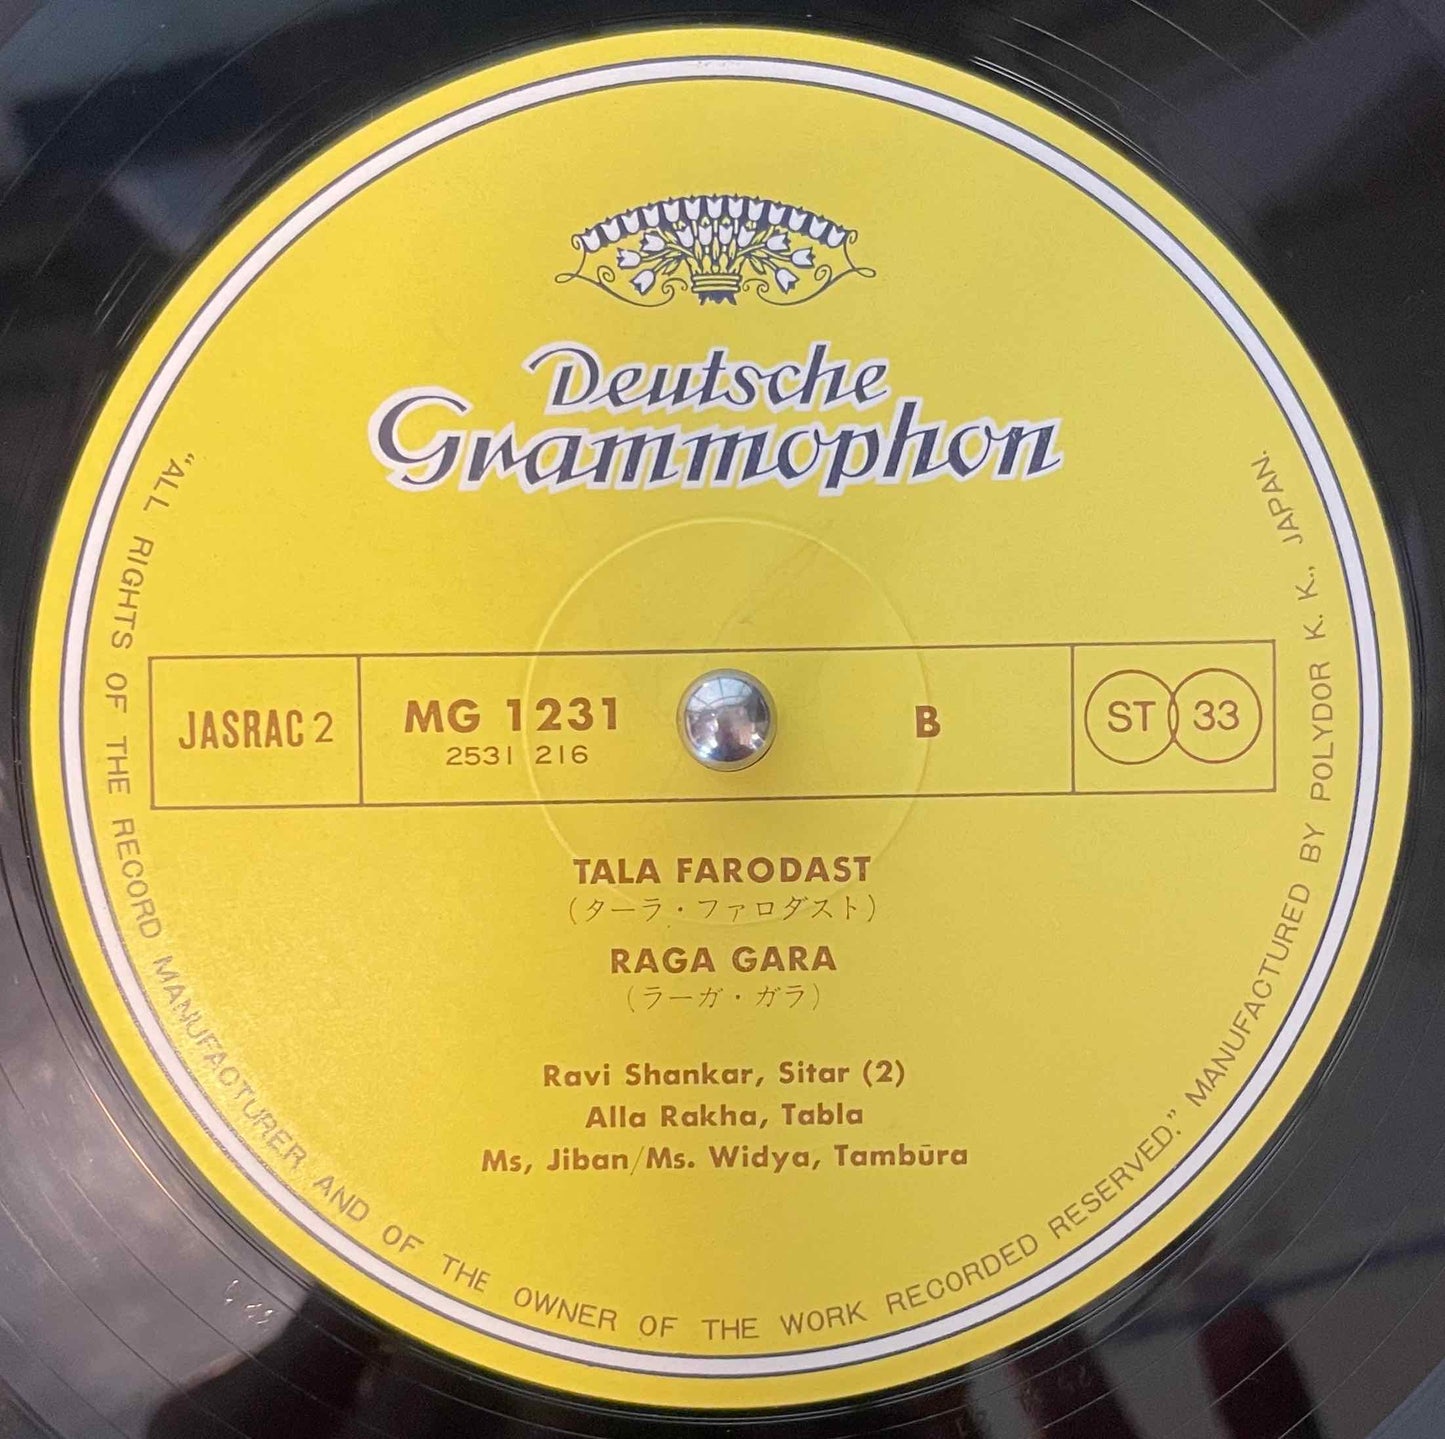 Deutsche
Grammophon
JASRAC 2
MG 1231
2531 216
B
ST 33
TALA FARODAST
(ターラ・ファロダスト)
RAGA GARA
(ラーガ・ガラ)
Ravi Shankar, Sitar (2)
Alla Rakha, Tabla
Ms, Jiban/Ms. Widya, Tambūra
“ALL RIGHTS OF THE RECORD MANUFACTURER AND OF THE OWNER OF THE WORK RECORDED RESERVED.” MANUFACTURED BY POLYDOR K. K., JAPAN.